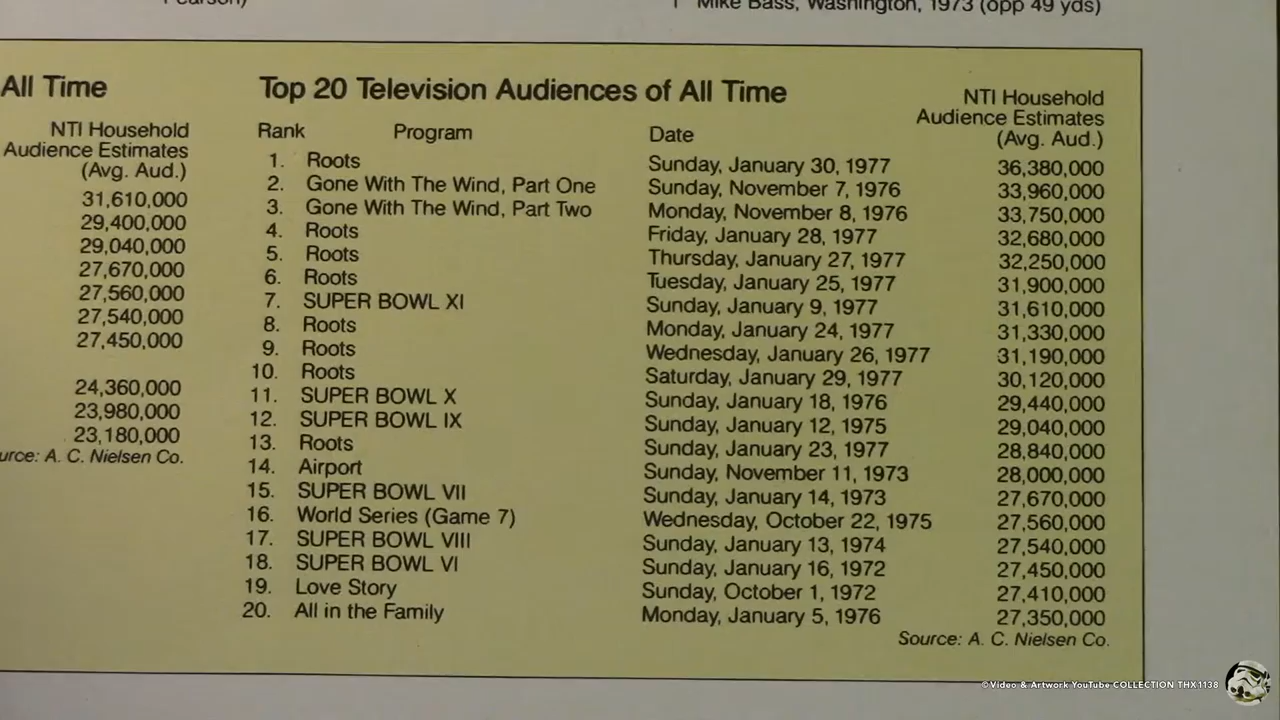 Mike Bass, Washington, 1973 (opp 49 yds)
All Time
NTI Household
Audience Estimates
(Avg. Aud.)
31,610,000
29,400,000
29,040,000
27,670,000
27,560,000
27,540,000
27,450,000
24,360,000
23,980,000
23,180,000
urce: A. C. Nielsen Co.
Top 20 Television Audiences of All Time
Rank Program Date NTI Household
Audience Estimates
(Avg. Aud.)
1. Roots Sunday, January 30, 1977 36,380,000
2. Gone With The Wind, Part One Sunday, November 7, 1976 33,960,000
3. Gone With The Wind, Part Two Monday, November 8, 1976 33,750,000
4. Roots Friday, January 28, 1977 32,680,000
5. Roots Thursday, January 27, 1977 32,250,000
6. Roots Tuesday, January 25, 1977 31,900,000
7. SUPER BOWL XI Sunday, January 9, 1977 31,610,000
8. Roots Monday, January 24, 1977 31,330,000
9. Roots Wednesday, January 26, 1977 31,190,000
10. Roots Saturday, January 29, 1977 30,120,000
11. SUPER BOWL X Sunday, January 18, 1976 29,440,000
12. SUPER BOWL IX Sunday, January 12, 1975 29,040,000
13. Roots Sunday, January 23, 1977 28,840,000
14. Airport Sunday, November 11, 1973 28,000,000
15. SUPER BOWL VII Sunday, January 14, 1973 27,670,000
16. World Series (Game 7) Wednesday, October 22, 1975 27,560,000
17. SUPER BOWL VIII Sunday, January 13, 1974 27,540,000
18. SUPER BOWL VI Sunday, January 16, 1972 27,450,000
19. Love Story Sunday, October 1, 1972 27,410,000
20. All in the Family Monday, January 5, 1976 27,350,000
Source: A. C. Nielsen Co.
©Video & Artwork YouTube COLLECTION THX1138